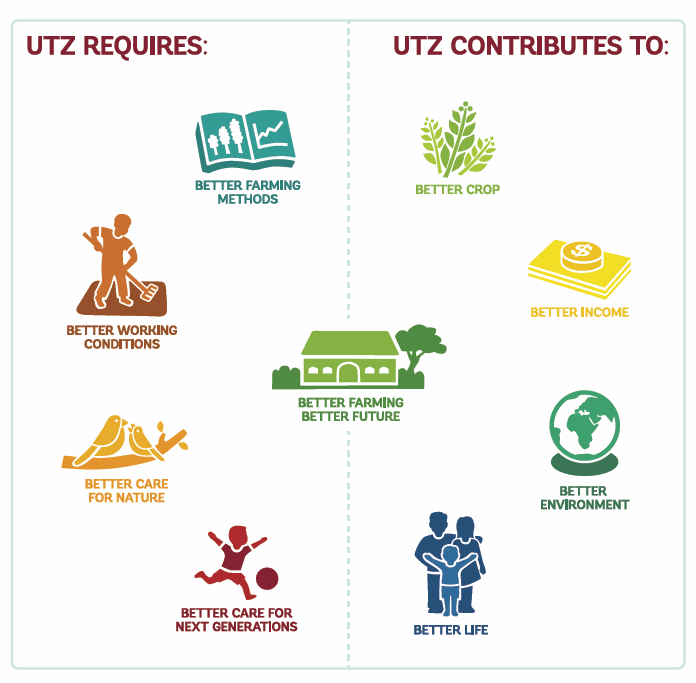 UTZ REQUIRES:
BETTER FARMING
METHODS
BETTER WORKING
CONDITIONS
BETTER CARE
FOR NATURE
BETTER CARE FOR
NEXT GENERATIONS
BETTER FARMING
BETTER FUTURE
UTZ CONTRIBUTES TO:
BETTER CROP
$
BETTER INCOME
BETTER
ENVIRONMENT
BETTER LIFE